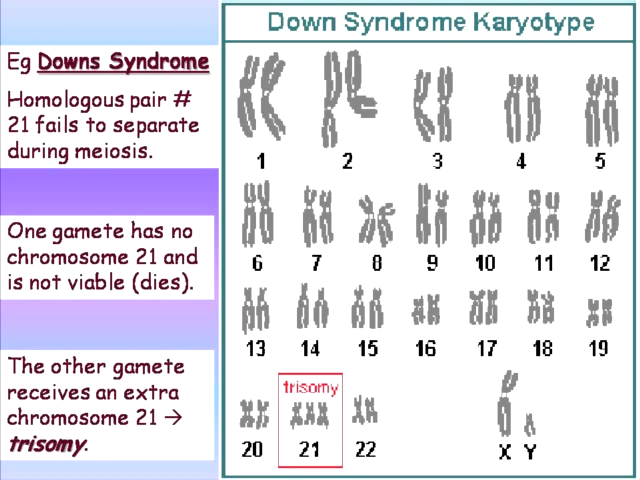 Eg Downs Syndrome
Homologous pair #
21 fails to separate
during meiosis.
One gamete has no
chromosome 21 and
is not viable (dies).
The other gamete
receives an extra
chromosome 21 →
trisomy.
Down Syndrome Karyotype
1 2 3 4 5
6 7 8 9 10 11 12
13 14 15 16 17 18 19
trisomy
20 21 22 X Y